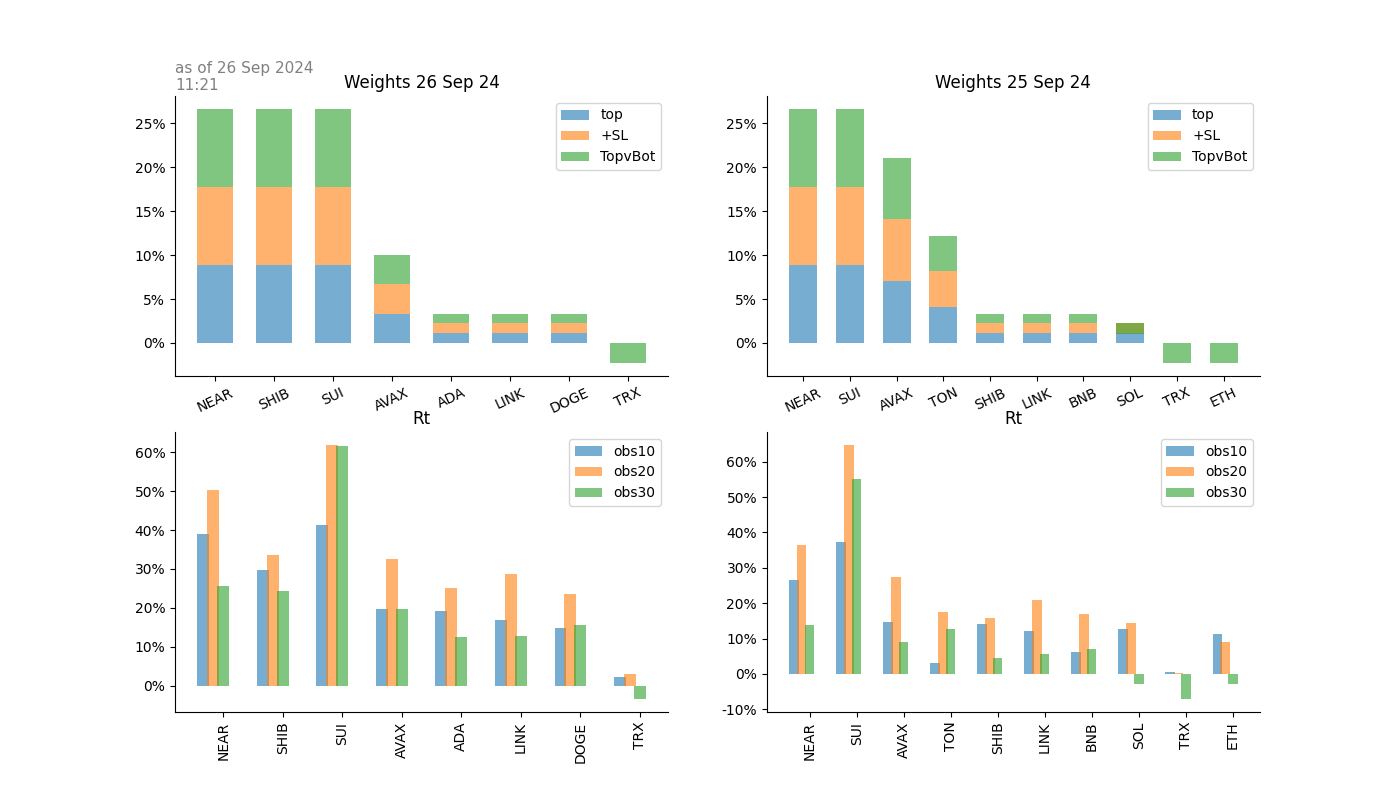 as of 26 Sep 2024
11:21
Weights 26 Sep 24
25%
20%
15%
10%
5%
0%
top
+SL
TopvBot
NEAR SHIB SUI AVAX ADA LINK DOGE TRX
Weights 25 Sep 24
25%
20%
15%
10%
5%
0%
top
+SL
TopvBot
NEAR SUI AVAX TON SHIB LINK BNB SOL TRX ETH
Rt
60%
50%
40%
30%
20%
10%
0%
obs10
obs20
obs30
NEAR SHIB SUI AVAX ADA LINK DOGE TRX
Rt
60%
50%
40%
30%
20%
10%
0%
-10%
obs10
obs20
obs30
NEAR SUI AVAX TON SHIB LINK BNB SOL TRX ETH